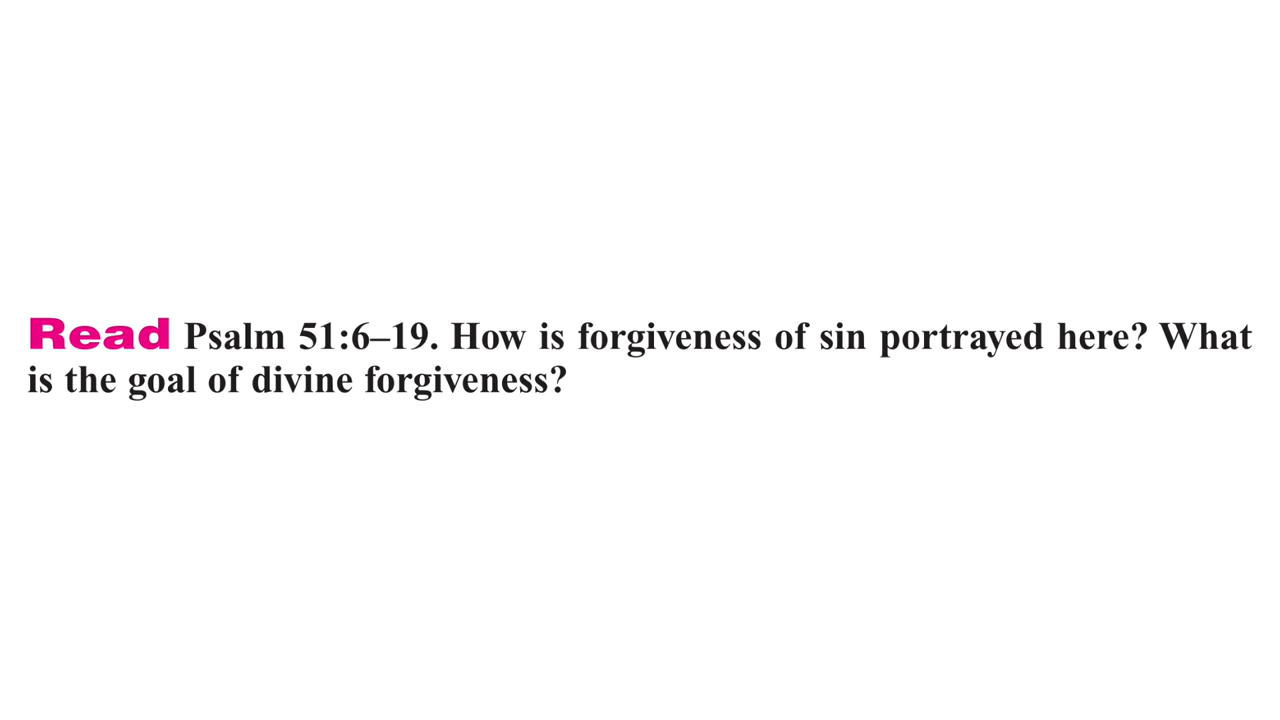 Read Psalm 51:6–19. How is forgiveness of sin portrayed here? What
is the goal of divine forgiveness?